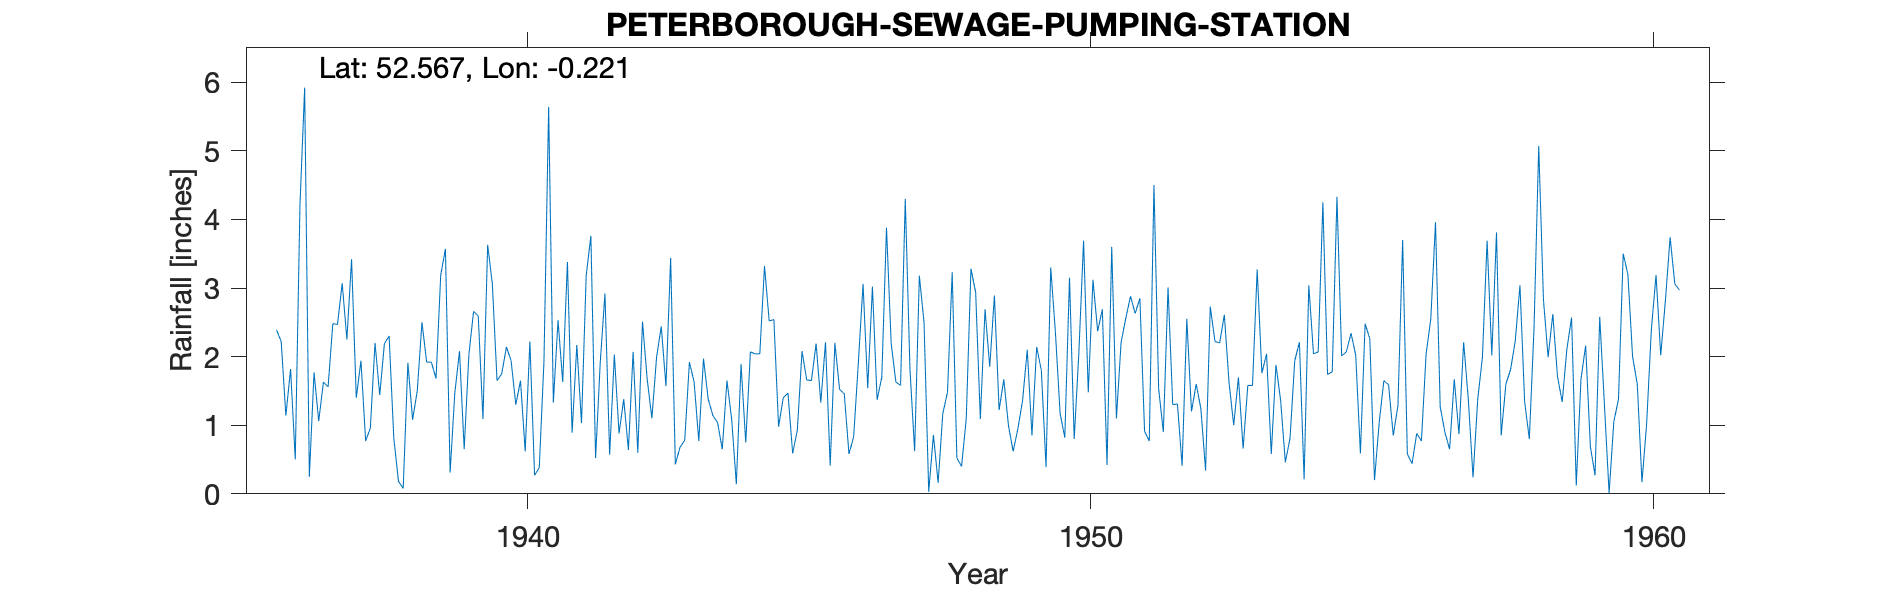 PETERBOROUGH-SEWAGE-PUMPING-STATION
Lat: 52.567, Lon: -0.221
Rainfall [inches]
6
5
4
3
2
1
0
1940 1950 1960
Year